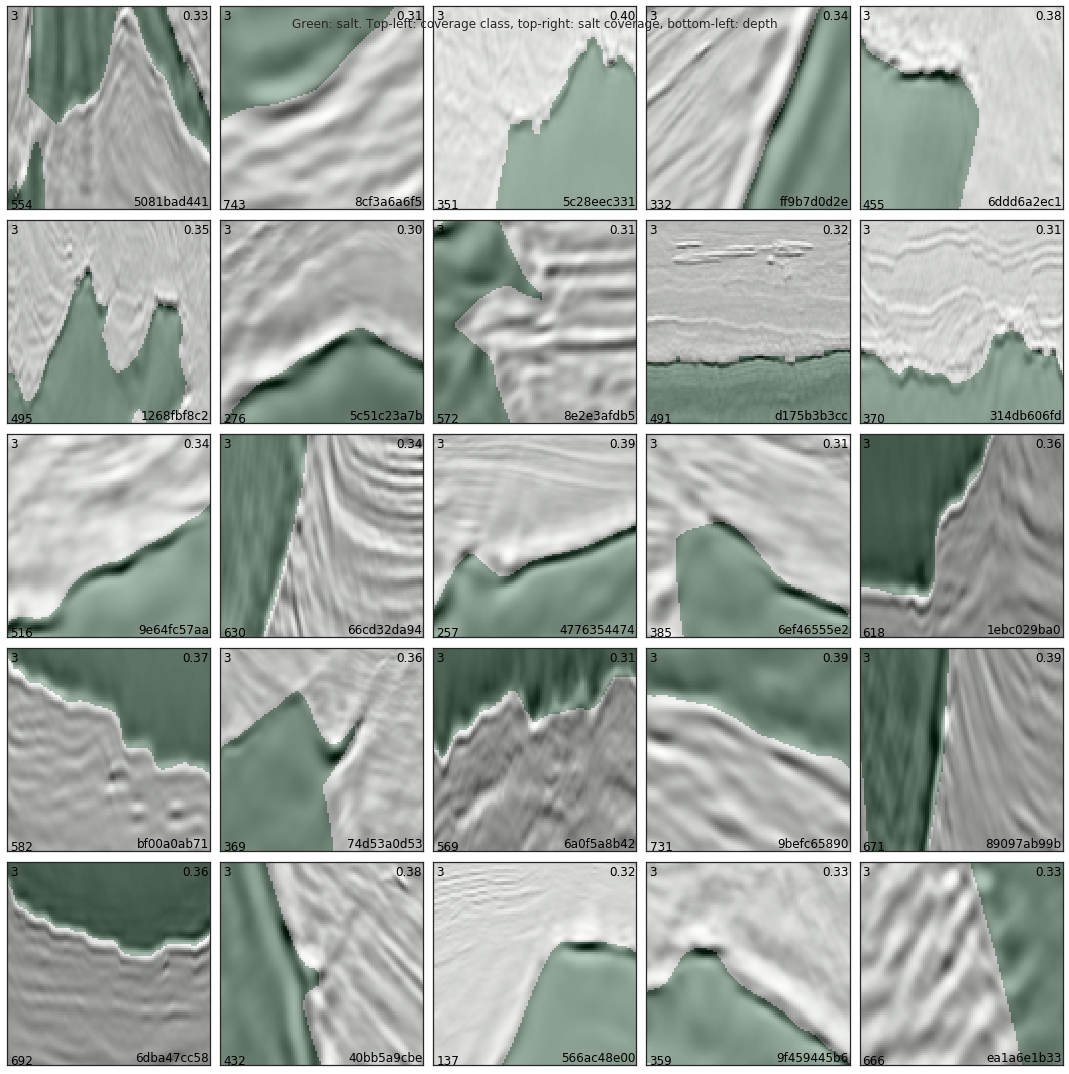 Green: salt. Top-left: coverage class, top-right: salt coverage, bottom-left: depth
3 0.33
554 5081bad441
3 0.31
743 8cf3a6a6f5
3 0.40
351 5c28eec331
3 0.34
332 ff9b7d0d2e
3 0.38
455 6ddd6a2ec1
3 0.35
495 1268fbf8c2
3 0.30
276 5c51c23a7b
3 0.31
572 8e2e3afdb5
3 0.32
491 d175b3b3cc
3 0.31
370 314db606fd
3 0.34
516 9e64fc57aa
3 0.34
630 66cd32da94
3 0.39
257 4776354474
3 0.31
385 6ef46555e2
3 0.36
618 1ebc029ba0
3 0.37
582 bf00a0ab71
3 0.36
369 74d53a0d53
3 0.31
569 6a0f5a8b42
3 0.39
731 9befc65890
3 0.39
671 89097ab99b
3 0.36
692 6dba47cc58
3 0.38
432 40bb5a9cbe
3 0.32
137 566ac48e00
3 0.33
359 9f459445b6
3 0.33
666 ea1a6e1b33